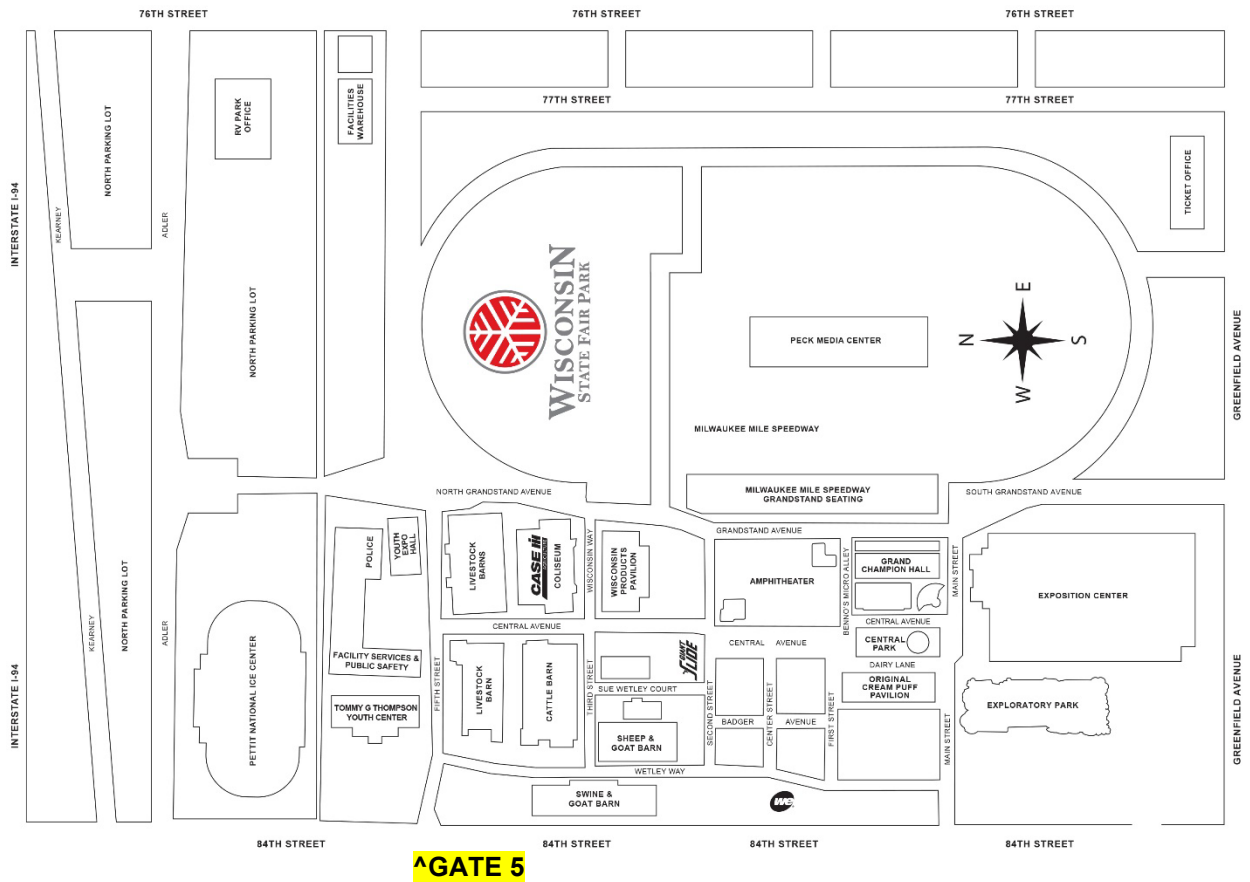 76TH STREET
76TH STREET
76TH STREET
77TH STREET
77TH STREET
INTERSTATE I-94
KEARNEY
NORTH PARKING LOT
ADLER
RV PARK
OFFICE
FACILITIES
WAREHOUSE
TICKET OFFICE
NORTH PARKING LOT
WISCONSIN
STATE FAIR PARK
PECK MEDIA CENTER
N
E
S
W
GREENFIELD AVENUE
MILWAUKEE MILE SPEEDWAY
NORTH GRANDSTAND AVENUE
MILWAUKEE MILE SPEEDWAY
GRANDSTAND SEATING
SOUTH GRANDSTAND AVENUE
GRANDSTAND AVENUE
INTERSTATE I-94
KEARNEY
NORTH PARKING LOT
ADLER
PETTIT NATIONAL ICE CENTER
POLICE
YOUTH
EXPO
HALL
FACILITY SERVICES &
PUBLIC SAFETY
TOMMY G THOMPSON
YOUTH CENTER
FIFTH STREET
LIVESTOCK
BARNS
CASE IH
COLISEUM
WISCONSIN WAY
WISCONSIN
PRODUCTS
PAVILION
AMPHITHEATER
BENNO'S MICRO ALLEY
GRAND
CHAMPION HALL
MAIN STREET
EXPOSITION CENTER
CENTRAL AVENUE
CENTRAL AVENUE
CENTRAL AVENUE
CENTRAL
PARK
DAIRY LANE
ORIGINAL
CREAM PUFF
PAVILION
LIVESTOCK
BARN
CATTLE BARN
THIRD STREET
GIANT
SLIDE
SUE WETLEY COURT
SHEEP &
GOAT BARN
SECOND STREET
BADGER AVENUE
CENTER STREET
FIRST STREET
MAIN STREET
EXPLORATORY PARK
GREENFIELD AVENUE
WETLEY WAY
SWINE &
GOAT BARN
we
84TH STREET
84TH STREET
84TH STREET
84TH STREET
^GATE 5